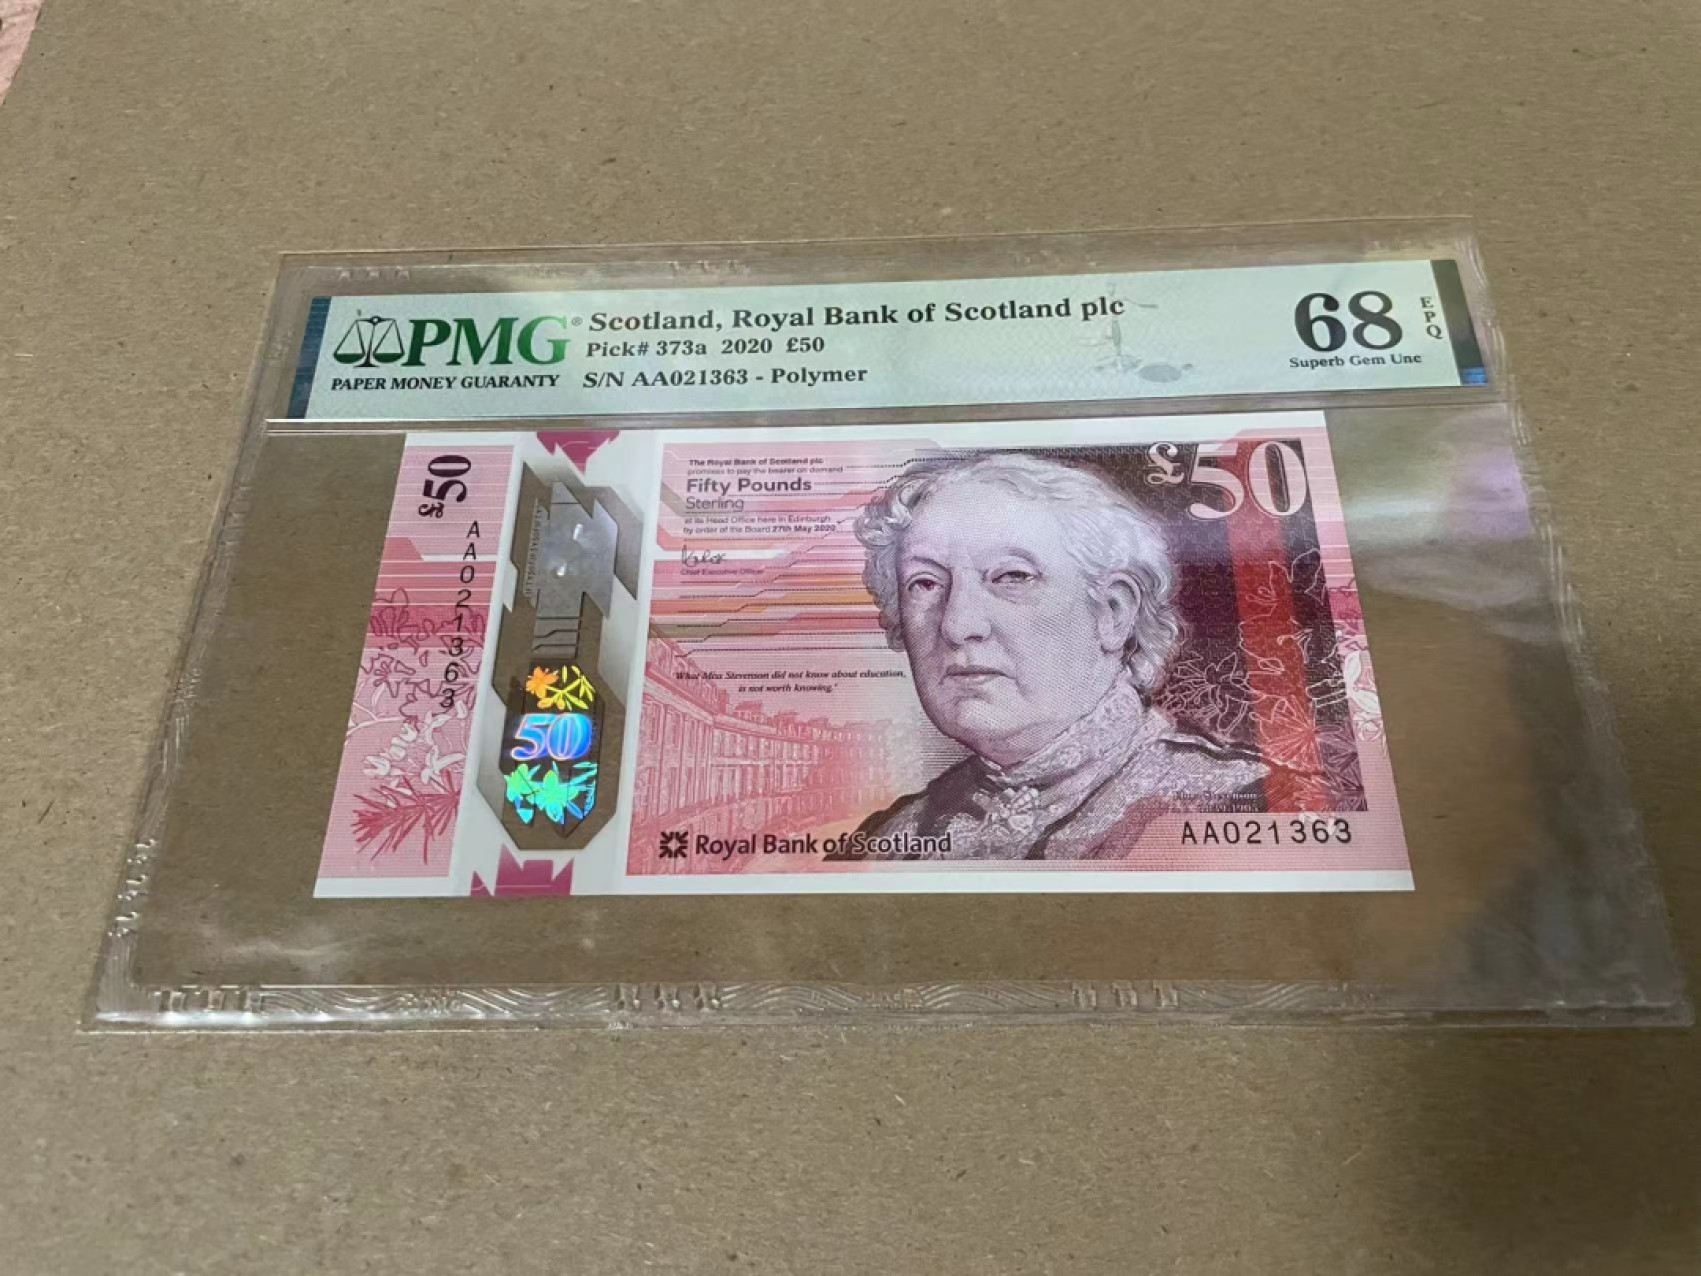 PMG®
PAPER MONEY GUARANTY
Scotland, Royal Bank of Scotland plc
Pick# 373a 2020 £50
S/N AA021363 - Polymer
68
EPQ
Superb Gem Unc
£50
AA021363
50
The Royal Bank of Scotland plc
promises to pay the bearer on demand
Fifty Pounds
Sterling
at its Head Office here in Edinburgh
by order of the Board 27th May 2020
Chief Executive Officer
£50
'What Miss Stevenson did not know about education,
is not worth knowing.'
Royal Bank of Scotland
AA021363